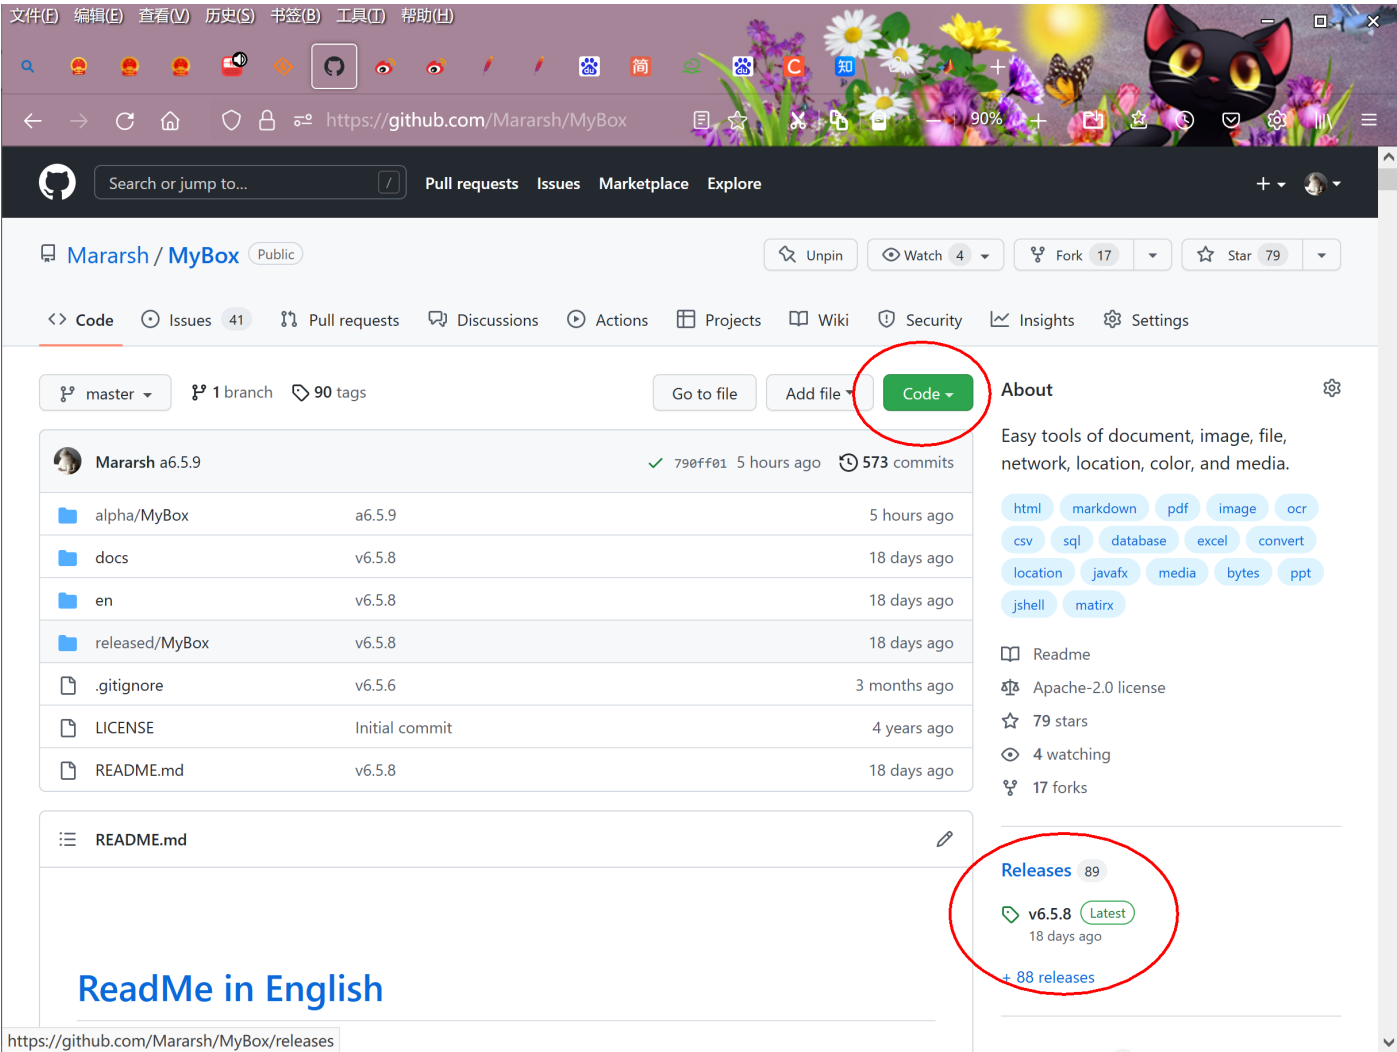 文件(F) 编辑(E) 查看(V) 历史(S) 书签(B) 工具(T) 帮助(H)
简 C 知
https://github.com/Mararsh/MyBox 90%
Search or jump to... / Pull requests Issues Marketplace Explore
Mararsh / MyBox Public Unpin Watch 4 Fork 17 Star 79
Code Issues 41 Pull requests Discussions Actions Projects Wiki Security Insights Settings
master 1 branch 90 tags Go to file Add file Code
About
Easy tools of document, image, file,
network, location, color, and media.
html markdown pdf image ocr
csv sql database excel convert
location javafx media bytes ppt
jshell matirx
Readme
Apache-2.0 license
79 stars
4 watching
17 forks
Releases 89
v6.5.8 Latest
18 days ago
+ 88 releases
Mararsh a6.5.9 790ff01 5 hours ago 573 commits
alpha/MyBox a6.5.9 5 hours ago
docs v6.5.8 18 days ago
en v6.5.8 18 days ago
released/MyBox v6.5.8 18 days ago
.gitignore v6.5.6 3 months ago
LICENSE Initial commit 4 years ago
README.md v6.5.8 18 days ago
README.md
ReadMe in English
https://github.com/Mararsh/MyBox/releases